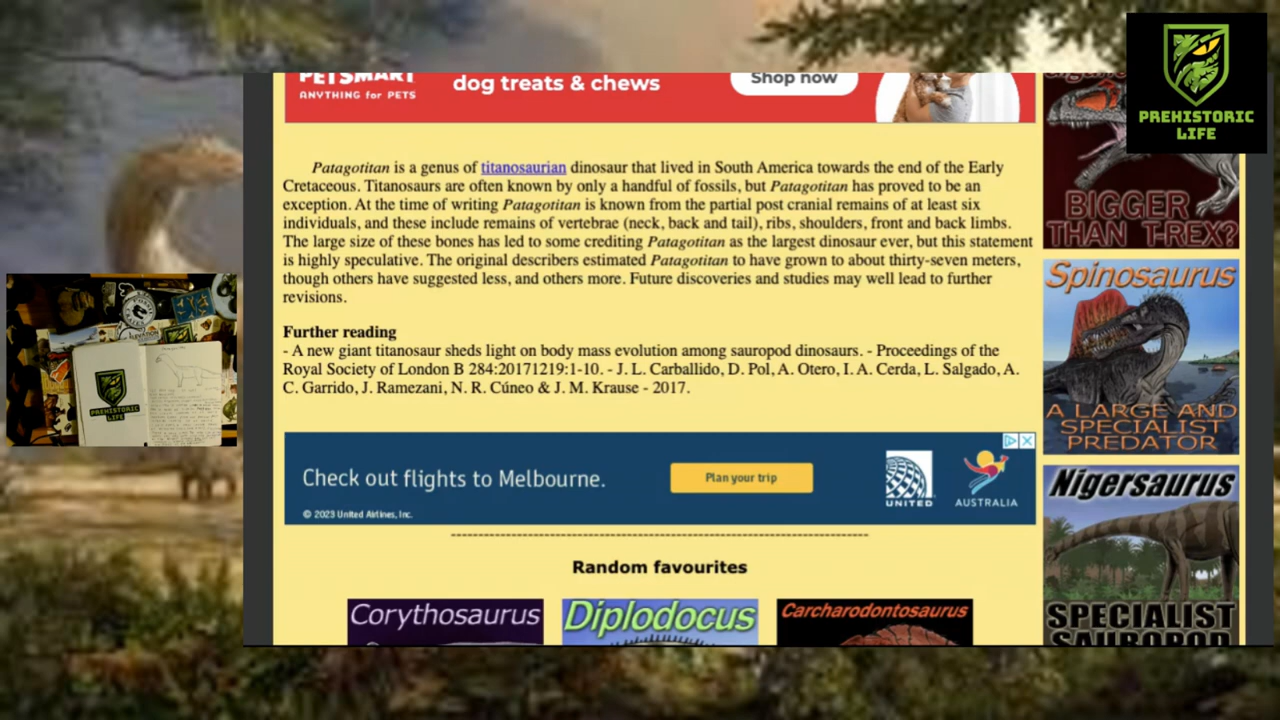 PETSMART
ANYTHING for PETS
dog treats & chews
Shop now
PREHISTORIC
LIFE
BIGGER
THAN T-REX?
Patagotitan is a genus of titanosaurian dinosaur that lived in South America towards the end of the Early
Cretaceous. Titanosaurs are often known by only a handful of fossils, but Patagotitan has proved to be an
exception. At the time of writing Patagotitan is known from the partial post cranial remains of at least six
individuals, and these include remains of vertebrae (neck, back and tail), ribs, shoulders, front and back limbs.
The large size of these bones has led to some crediting Patagotitan as the largest dinosaur ever, but this statement
is highly speculative. The original describers estimated Patagotitan to have grown to about thirty-seven meters,
though others have suggested less, and others more. Future discoveries and studies may well lead to further
revisions.
Further reading
- A new giant titanosaur sheds light on body mass evolution among sauropod dinosaurs. - Proceedings of the
Royal Society of London B 284:20171219:1-10. - J. L. Carballido, D. Pol, A. Otero, I. A. Cerda, L. Salgado, A.
C. Garrido, J. Ramezani, N. R. Cúneo & J. M. Krause - 2017.
Spinosaurus
A LARGE AND
SPECIALIST
PREDATOR
PREHISTORIC
LIFE
Check out flights to Melbourne.
Plan your trip
UNITED
AUSTRALIA
© 2023 United Airlines, Inc.
Nigersaurus
SPECIALIST
SAUROPOD
Random favourites
Corythosaurus
Diplodocus
Carcharodontosaurus